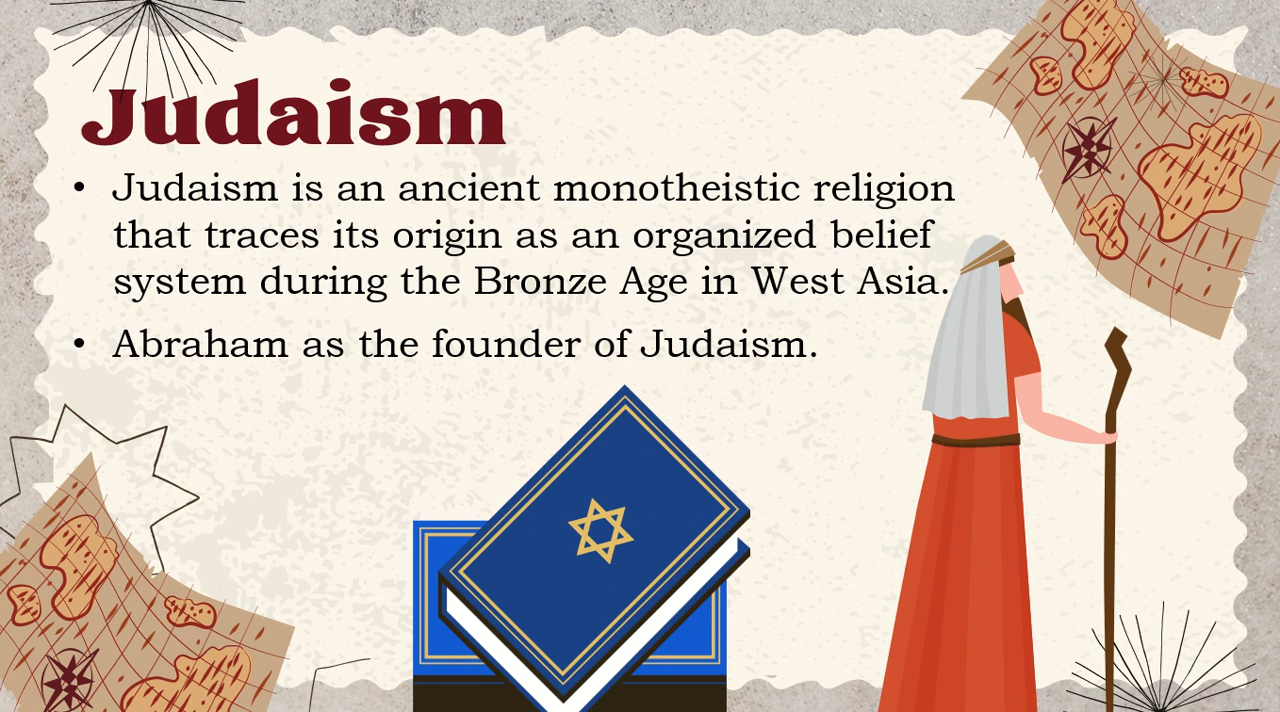 Judaism
• Judaism is an ancient monotheistic religion
that traces its origin as an organized belief
system during the Bronze Age in West Asia.
• Abraham as the founder of Judaism.